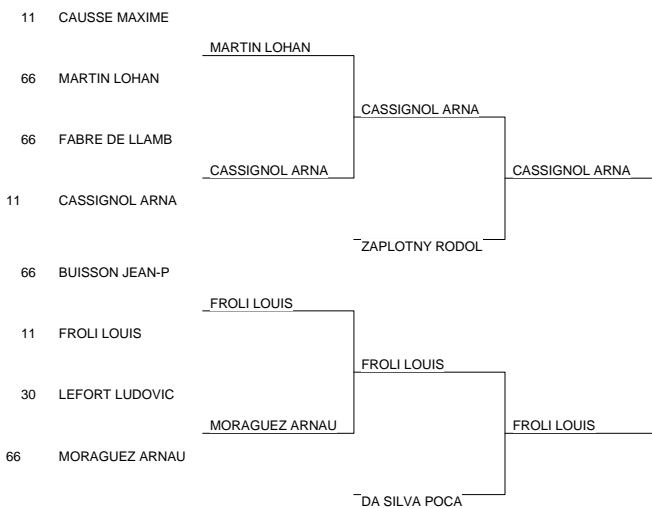 11 CAUSSE MAXIME
MARTIN LOHAN
66 MARTIN LOHAN
CASSIGNOL ARNA
66 FABRE DE LLAMB
CASSIGNOL ARNA
CASSIGNOL ARNA
11 CASSIGNOL ARNA
ZAPLOTNY RODOL
66 BUISSON JEAN-P
FROLI LOUIS
11 FROLI LOUIS
FROLI LOUIS
30 LEFORT LUDOVIC
MORAGUEZ ARNAU
FROLI LOUIS
66 MORAGUEZ ARNAU
DA SILVA POCA